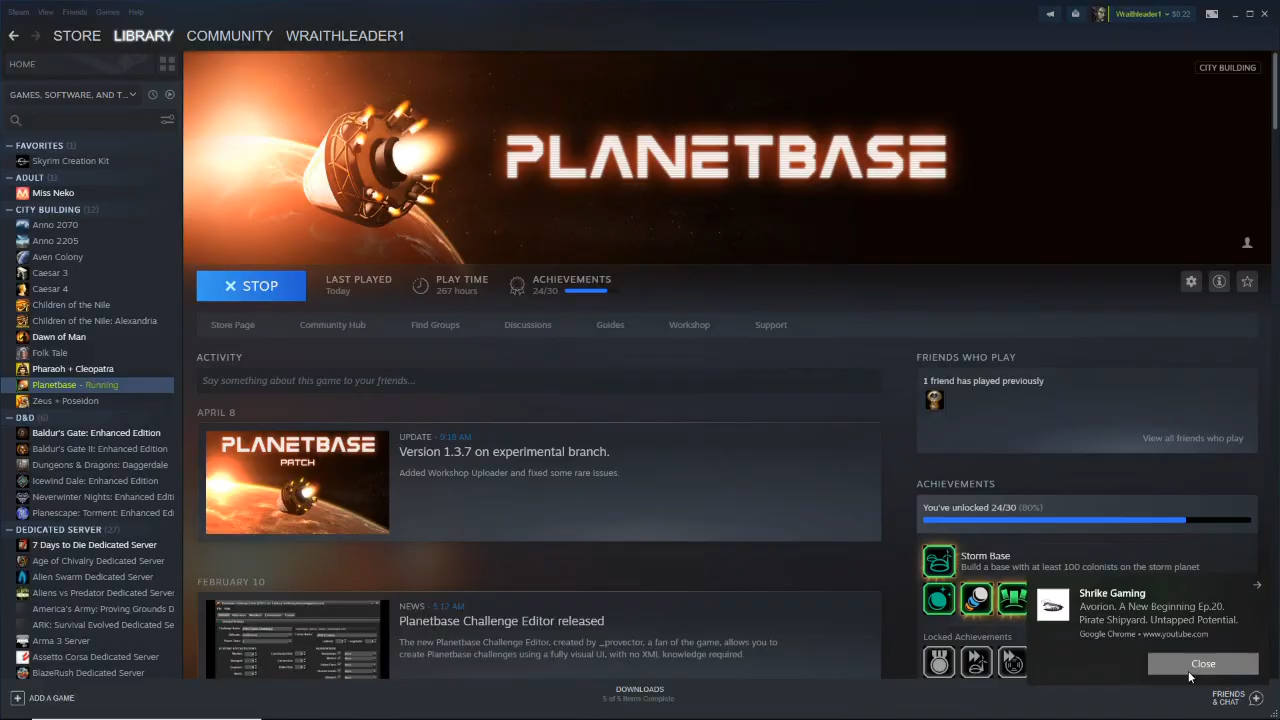 Steam View Friends Games Help
Wraithleader1 $0.22
STORE LIBRARY COMMUNITY WRAITHLEADER1
HOME
GAMES, SOFTWARE, AND T...
FAVORITES (1)
Skyrim Creation Kit
ADULT (1)
Miss Neko
CITY BUILDING (12)
Anno 2070
Anno 2205
Aven Colony
Caesar 3
Caesar 4
Children of the Nile
Children of the Nile: Alexandria
Dawn of Man
Folk Tale
Pharaoh + Cleopatra
Planetbase - Running
Zeus + Poseidon
D&D (6)
Baldur's Gate: Enhanced Edition
Baldur's Gate II: Enhanced Edition
Dungeons & Dragons: Daggerdale
Icewind Dale: Enhanced Edition
Neverwinter Nights: Enhanced Editi
Planescape: Torment: Enhanced Edi
DEDICATED SERVER (27)
7 Days to Die Dedicated Server
Age of Chivalry Dedicated Server
Alien Swarm Dedicated Server
Aliens vs Predator Dedicated Server
America's Army: Proving Grounds D
ARK: Survival Evolved Dedicated Se
Arma 3 Server
Assetto Corsa Dedicated Server
BlazeRush Dedicated Server
ADD A GAME
CITY BUILDING
PLANETBASE
STOP
LAST PLAYED
Today
PLAY TIME
267 hours
ACHIEVEMENTS
24/30
Store Page Community Hub Find Groups Discussions Guides Workshop Support
ACTIVITY
Say something about this game to your friends...
APRIL 8
PLANETBASE
PATCH
UPDATE - 9:18 AM
Version 1.3.7 on experimental branch.
Added Workshop Uploader and fixed some rare issues.
FEBRUARY 10
NEWS - 5:12 AM
Planetbase Challenge Editor released
The new Planetbase Challenge Editor, created by _provector, a fan of the game, allows you to
create Planetbase challenges using a fully visual UI, with no XML knowledge required.
FRIENDS WHO PLAY
1 friend has played previously
View all friends who play
ACHIEVEMENTS
You've unlocked 24/30 (80%)
Storm Base
Build a base with at least 100 colonists on the storm planet
Locked Achievements
Shrike Gaming
Avorion. A New Beginning Ep.20.
Pirate Shipyard. Untapped Potential.
Google Chrome • www.youtube.com
Close
DOWNLOADS
5 of 5 Items Complete
FRIENDS
& CHAT